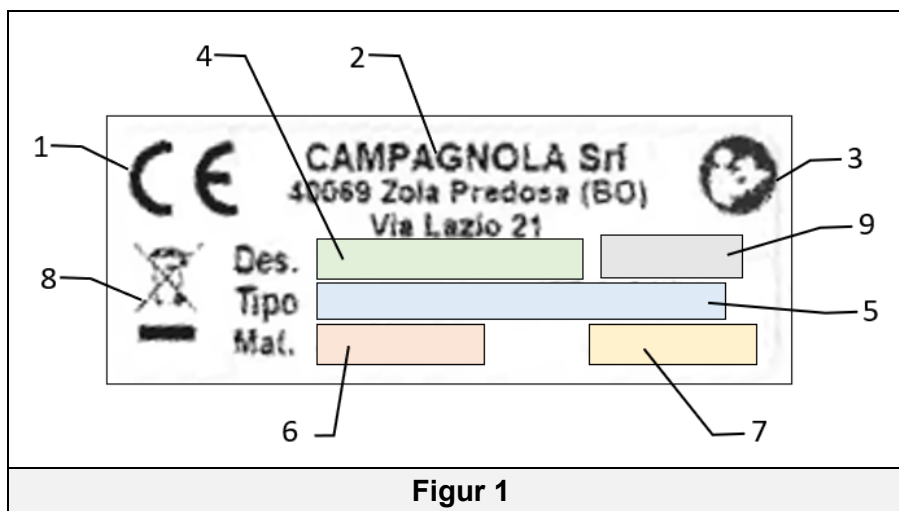 4 2
1 CE CAMPAGNOLA Srl 3
40069 Zola Predosa (BO)
Via Lazio 21
9
8 Des.
Tipo 5
Mat.
6 7
Figur 1